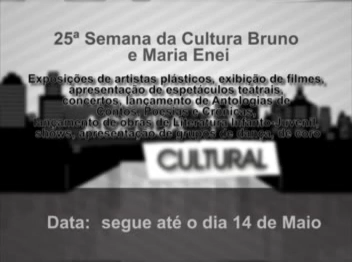 25ª Semana da Cultura Bruno
e Maria Enei
Exposições de artistas plásticos, exibição de filmes,
apresentação de espetáculos teatrais,
concertos, lançamento de Antologias de
Contos Poesias e Crônicas,
lançamento de obras de Literatura Infanto-Juvenil,
shows, apresentação de grupos de dança, de coro
CULTURAL
Data: segue até o dia 14 de Maio